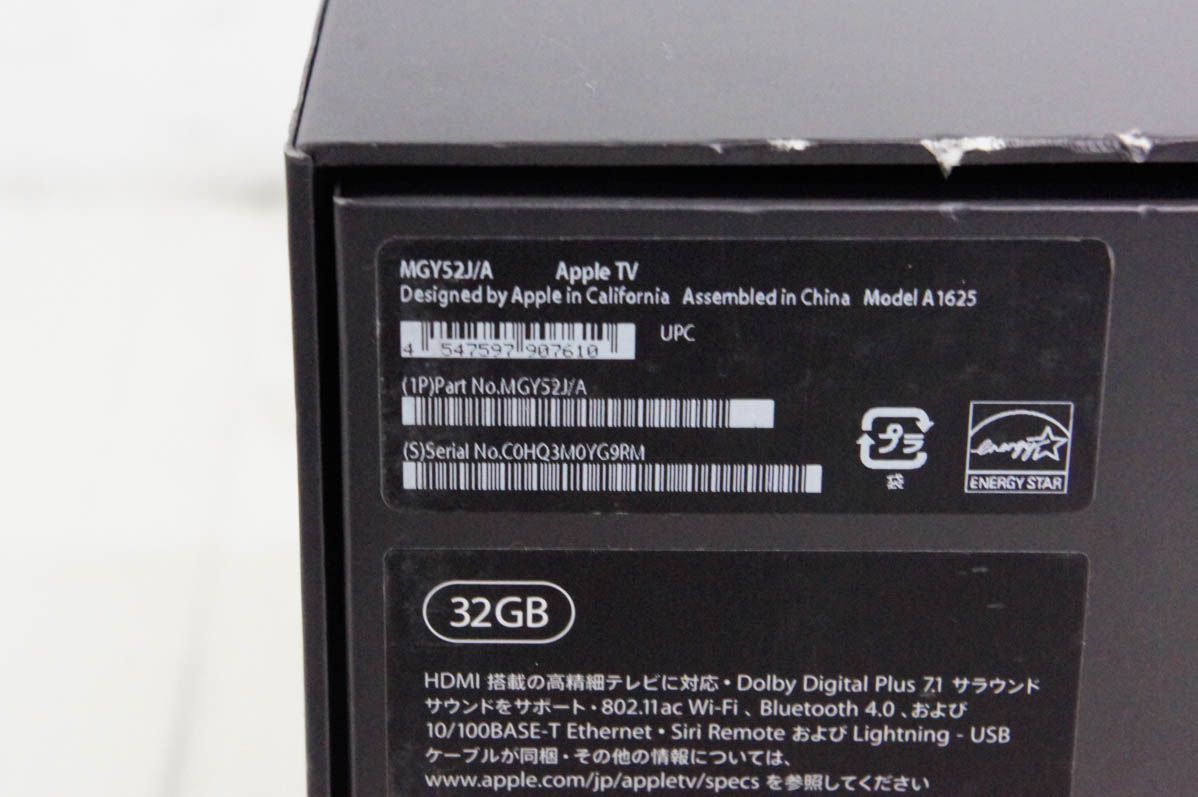 MGY52J/A Apple TV
Designed by Apple in California Assembled in China Model A1625
UPC
4 547597 907610
(1P)Part No.MGY52J/A
(S)Serial No.C0HQ3M0YG9RM
プラ
袋
energy
ENERGY STAR
32GB
HDMI 搭載の高精細テレビに対応・Dolby Digital Plus 7.1 サラウンド
サウンドをサポート・802.11ac Wi-Fi 、Bluetooth 4.0 、および
10/100BASE-T Ethernet・Siri Remote および Lightning - USB
ケーブルが同梱・その他の情報については、
www.apple.com/jp/appletv/specs を参照してください